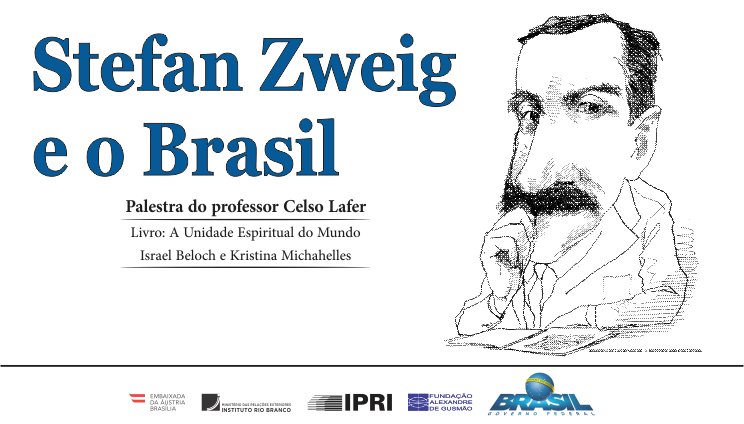 Stefan Zweig
e o Brasil
Palestra do professor Celso Lafer
Livro: A Unidade Espiritual do Mundo
Israel Beloch e Kristina Michahelles
EMBAIXADA
DA ÁUSTRIA
BRASÍLIA
MINISTÉRIO DAS RELAÇÕES EXTERIORES
INSTITUTO RIO BRANCO
IPRI
FUNDAÇÃO
ALEXANDRE
DE GUSMÃO
BRASIL
GOVERNO FEDERAL